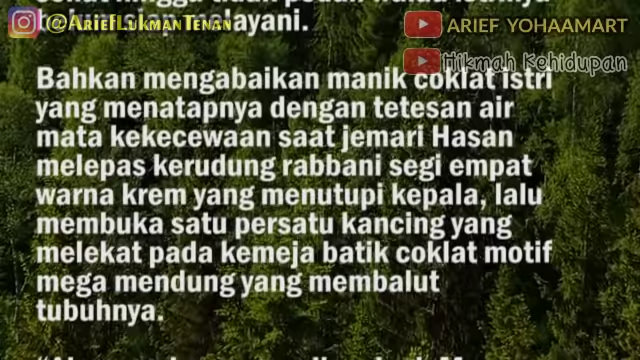 @AriefLukmanTenan
ARIEF YOHAAMART
Hikmah Kehidupan
Bahkan mengabaikan manik coklat istri
yang menatapnya dengan tetesan air
mata kekecewaan saat jemari Hasan
melepas kerudung rabbani segi empat
warna krem yang menutupi kepala, lalu
membuka satu persatu kancing yang
melekat pada kemeja batik coklat motif
mega mendung yang membalut
tubuhnya.